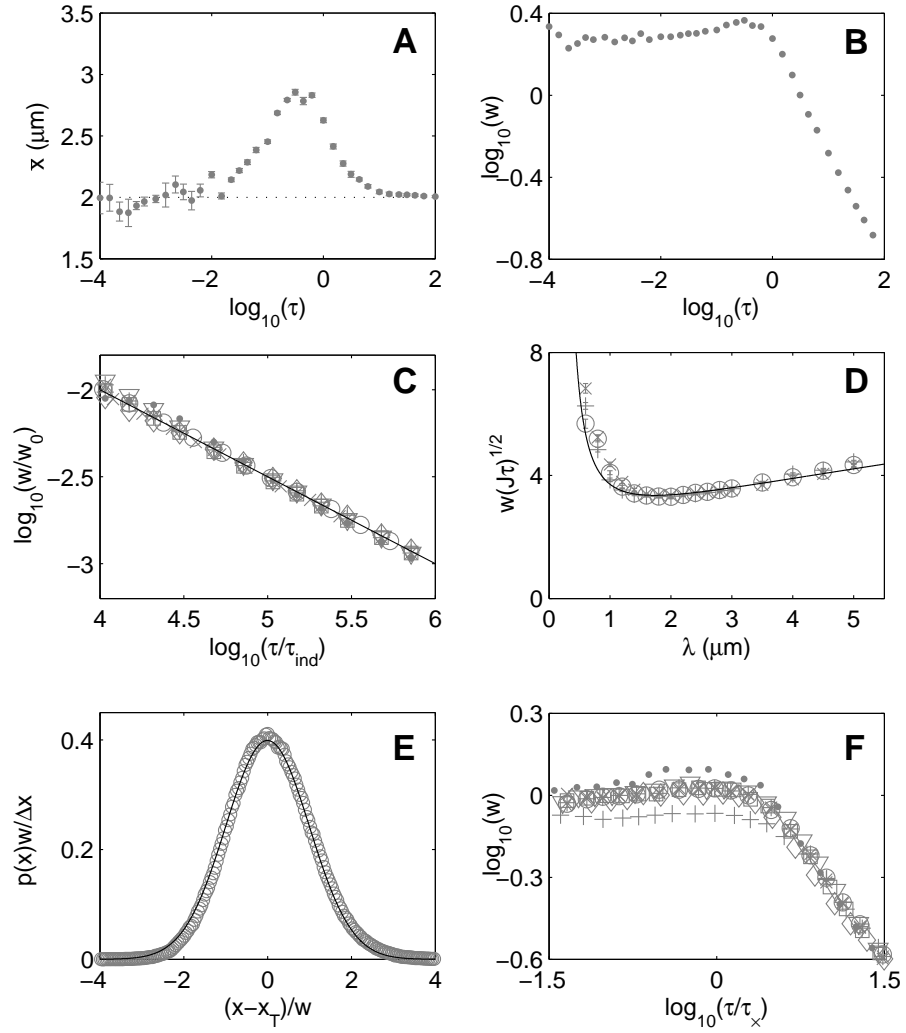 A
x̄ (μm)
3.5
3
2.5
2
1.5
−4 −2 0 2
log10(τ)
B
log10(w)
0.4
0
−0.4
−0.8
−4 −2 0 2
log10(τ)
C
log10(w/w0)
−2
−2.5
−3
4 4.5 5 5.5 6
log10(τ/τind)
D
w(Jτ)1/2
8
4
0
0 1 2 3 4 5
λ (μm)
E
p(x)w/Δx
0.4
0.2
0
−4 −2 0 2 4
(x−xT)/w
F
log10(w)
0.3
0
−0.3
−0.6
−1.5 0 1.5
log10(τ/τ×)